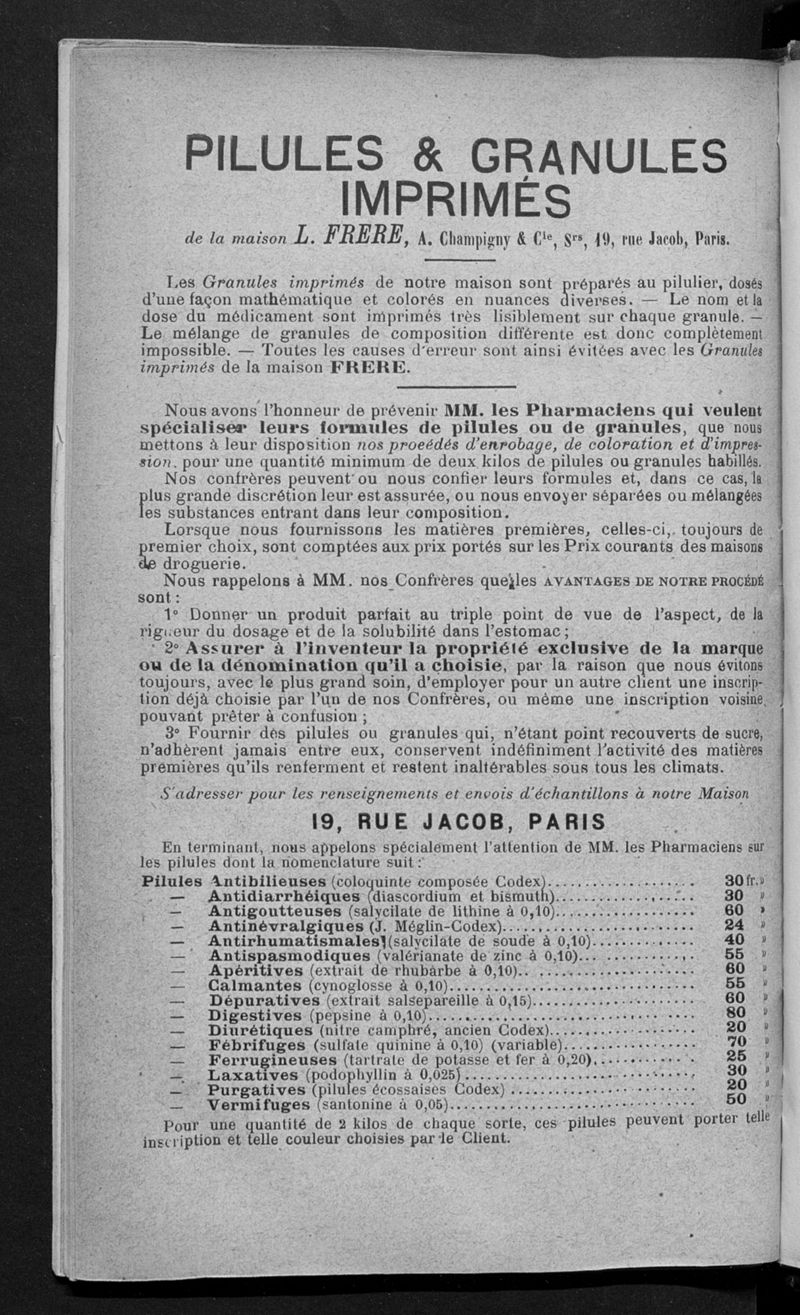 PILULES & GRANULES
IMPRIMÉS
de la maison L. FRERE, A. Champigny & Cie, Srs, 19, rue Jacob, Paris.
Les Granules imprimés de notre maison sont préparés au pilulier, dosés
d'une façon mathématique et colorés en nuances diverses. — Le nom et la
dose du médicament sont imprimés très lisiblement sur chaque granule. —
Le mélange de granules de composition différente est donc complètement
impossible. — Toutes les causes d'erreur sont ainsi évitées avec les Granules
imprimés de la maison FRERE.
Nous avons l'honneur de prévenir MM. les Pharmaciens qui veulent
spécialiser leurs formules de pilules ou de granules, que nous
mettons à leur disposition nos proeédés d'enrobage, de coloration et d'impres-
sion. pour une quantité minimum de deux kilos de pilules ou granules habillés.
Nos confrères peuvent ou nous confier leurs formules et, dans ce cas, la
plus grande discrétion leur est assurée, ou nous envoyer séparées ou mélangées
les substances entrant dans leur composition.
Lorsque nous fournissons les matières premières, celles-ci, toujours de
premier choix, sont comptées aux prix portés sur les Prix courants des maisons
de droguerie.
Nous rappelons à MM. nos Confrères que les AVANTAGES DE NOTRE PROCÉDÉ
sont :
1° Donner un produit parfait au triple point de vue de l'aspect, de la
rigueur du dosage et de la solubilité dans l'estomac ;
2° Assurer à l'inventeur la propriété exclusive de la marque
ou de la dénomination qu'il a choisie, par la raison que nous évitons
toujours, avec le plus grand soin, d'employer pour un autre client une inscrip-
tion déjà choisie par l'un de nos Confrères, ou même une inscription voisine,
pouvant prêter à confusion ;
3° Fournir des pilules ou granules qui, n'étant point recouverts de sucre,
n'adhèrent jamais entre eux, conservent indéfiniment l'activité des matières
premières qu'ils renferment et restent inaltérables sous tous les climats.
S'adresser pour les renseignements et envois d'échantillons à notre Maison
19, RUE JACOB, PARIS
En terminant, nous appelons spécialement l'attention de MM. les Pharmaciens sur
les pilules dont la nomenclature suit :
Pilules Antibilieuses (coloquinte composée Codex).................... 30 fr. »
— Antidiarrhéiques (diascordium et bismuth).................... 30 »
— Antigoutteuses (salycilate de lithine à 0,10).................... 60 »
— Antinévralgiques (J. Méglin-Codex).................... 24 »
— Antirhumatismales (salycilate de soude à 0,10).................... 40 »
— Antispasmodiques (valérianate de zinc à 0,10).................... 55 »
— Apéritives (extrait de rhubarbe à 0,10).................... 60 »
— Calmantes (cynoglosse à 0,10).................... 55 »
— Dépuratives (extrait salsepareille à 0,15).................... 60 »
— Digestives (pepsine à 0,10).................... 80 »
— Diurétiques (nitre camphré, ancien Codex).................... 20 »
— Fébrifuges (sulfate quinine à 0,10) (variable).................... 70 »
— Ferrugineuses (tartrate de potasse et fer à 0,20).................... 25 »
— Laxatives (podophyllin à 0,025).................... 30 »
— Purgatives (pilules écossaises Codex).................... 20 »
— Vermifuges (santonine à 0,05).................... 50 »
Pour une quantité de 2 kilos de chaque sorte, ces pilules peuvent porter telle
inscription et telle couleur choisies par le Client.